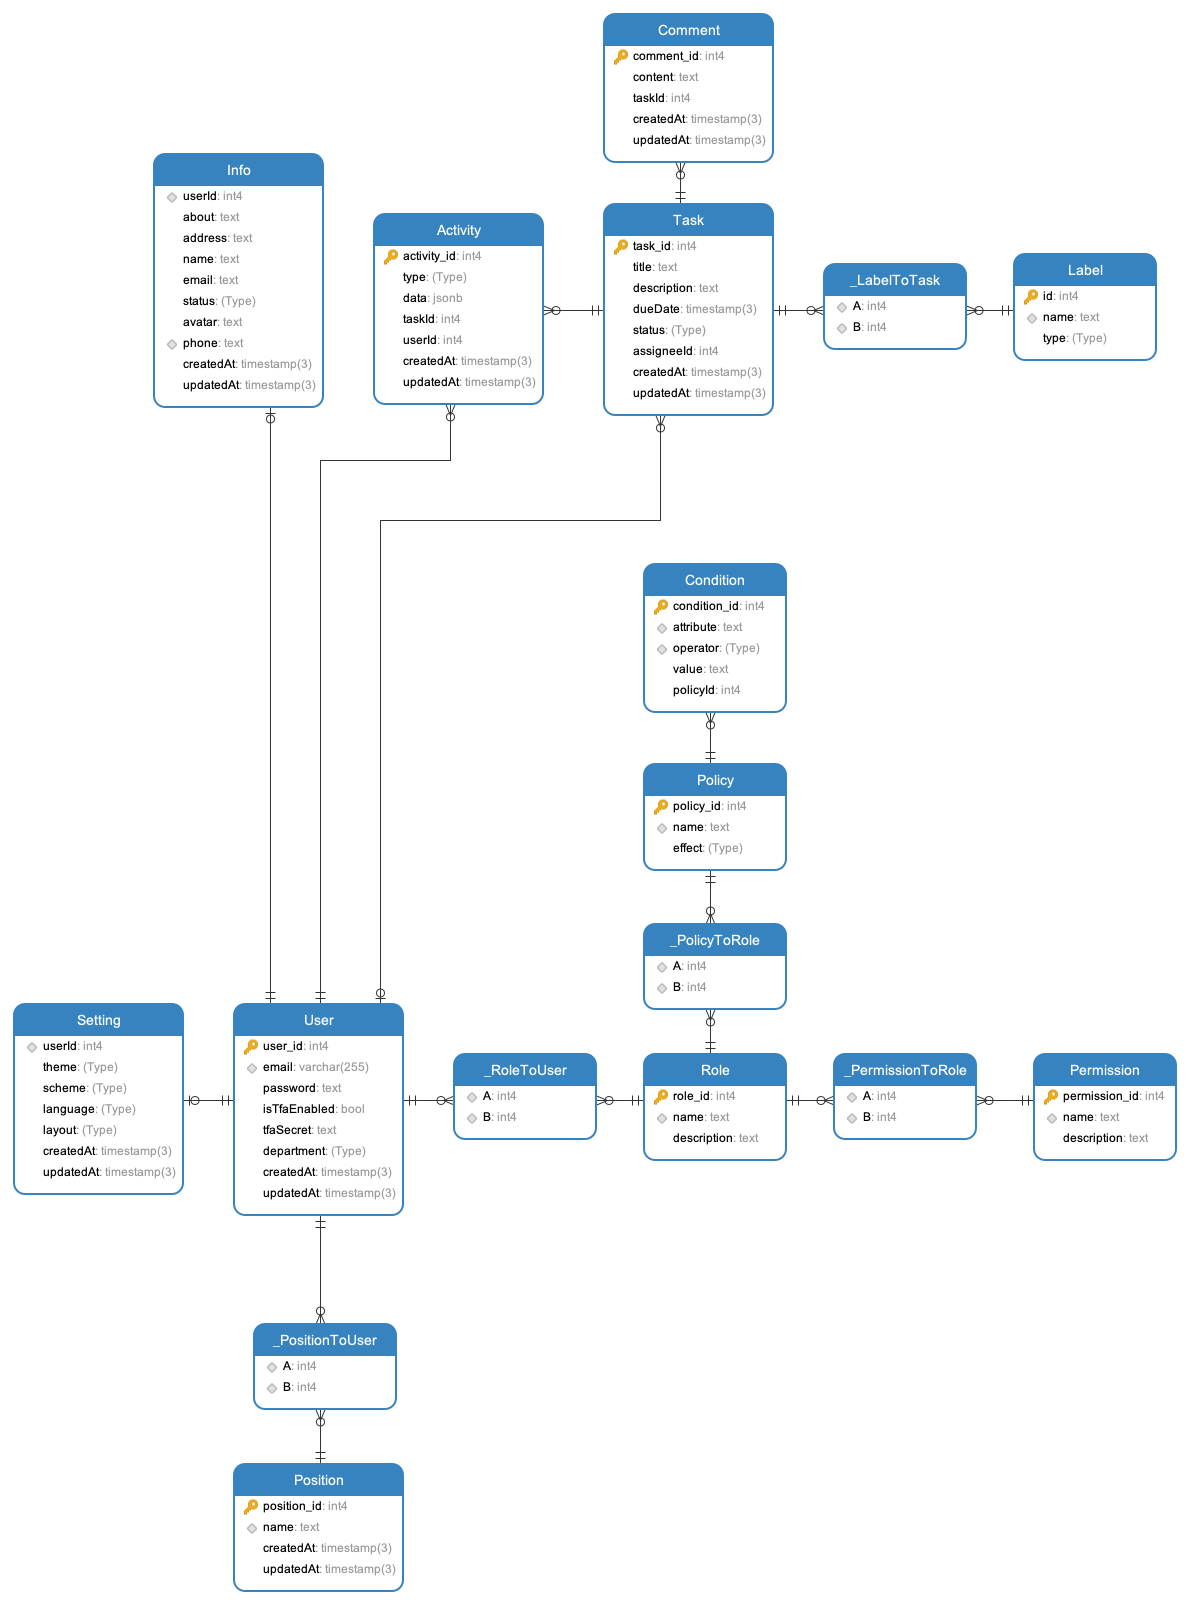 Comment
comment_id: int4
content: text
taskId: int4
createdAt: timestamp(3)
updatedAt: timestamp(3)
Info
userId: int4
about: text
address: text
name: text
email: text
status: (Type)
avatar: text
phone: text
createdAt: timestamp(3)
updatedAt: timestamp(3)
Activity
activity_id: int4
type: (Type)
data: jsonb
taskId: int4
userId: int4
createdAt: timestamp(3)
updatedAt: timestamp(3)
Task
task_id: int4
title: text
description: text
dueDate: timestamp(3)
status: (Type)
assigneeId: int4
createdAt: timestamp(3)
updatedAt: timestamp(3)
_LabelToTask
A: int4
B: int4
Label
id: int4
name: text
type: (Type)
Condition
condition_id: int4
attribute: text
operator: (Type)
value: text
policyId: int4
Policy
policy_id: int4
name: text
effect: (Type)
_PolicyToRole
A: int4
B: int4
Setting
userId: int4
theme: (Type)
scheme: (Type)
language: (Type)
layout: (Type)
createdAt: timestamp(3)
updatedAt: timestamp(3)
User
user_id: int4
email: varchar(255)
password: text
isTfaEnabled: bool
tfaSecret: text
department: (Type)
createdAt: timestamp(3)
updatedAt: timestamp(3)
_RoleToUser
A: int4
B: int4
Role
role_id: int4
name: text
description: text
_PermissionToRole
A: int4
B: int4
Permission
permission_id: int4
name: text
description: text
_PositionToUser
A: int4
B: int4
Position
position_id: int4
name: text
createdAt: timestamp(3)
updatedAt: timestamp(3)